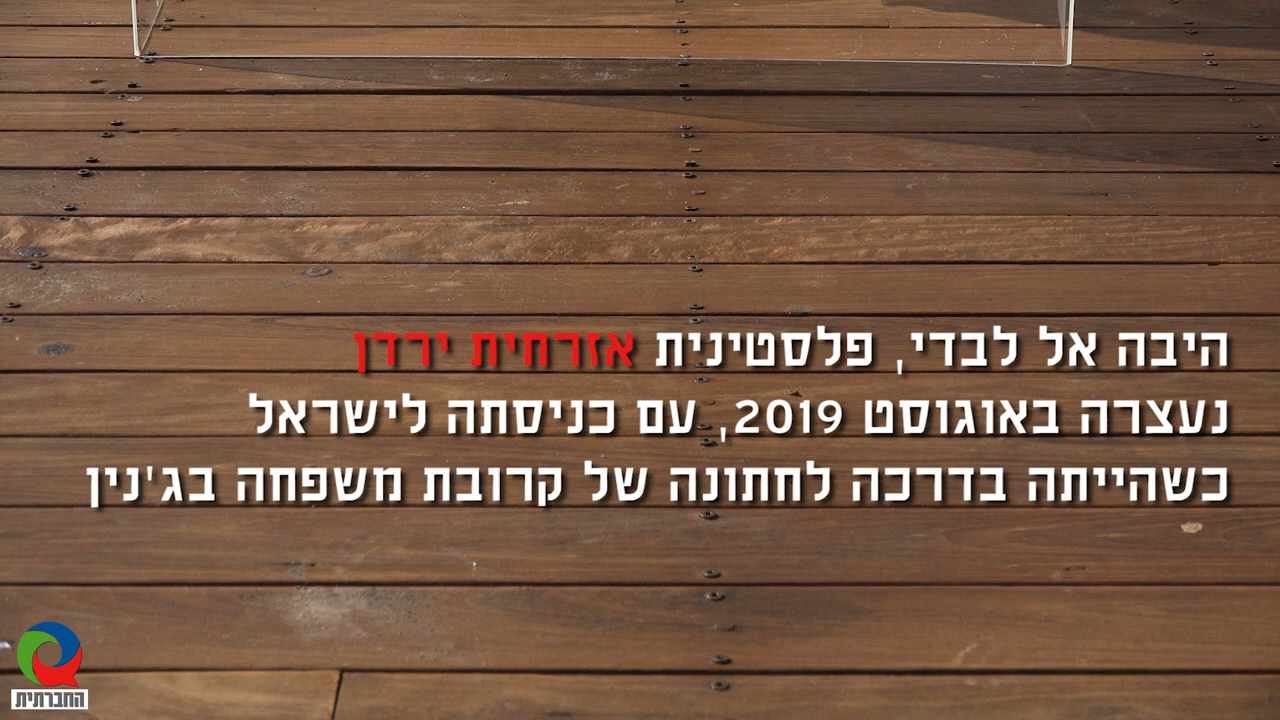 היבה אל לבדי, פלסטינית אזרחית ירדן
נעצרה באוגוסט 2019, עם כניסתה לישראל
כשהייתה בדרכה לחתונה של קרובת משפחה בג'נין
החברתית